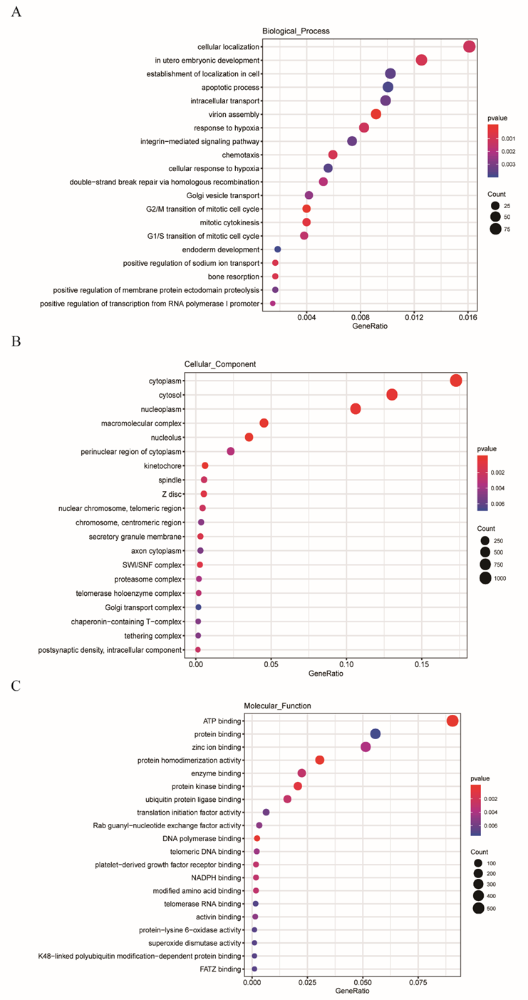 A
Biological_Process
cellular localization
in utero embryonic development
establishment of localization in cell
apoptotic process
intracellular transport
virion assembly
response to hypoxia
integrin−mediated signaling pathway
chemotaxis
cellular response to hypoxia
double−strand break repair via homologous recombination
Golgi vesicle transport
G2/M transition of mitotic cell cycle
mitotic cytokinesis
G1/S transition of mitotic cell cycle
endoderm development
positive regulation of sodium ion transport
bone resorption
positive regulation of membrane protein ectodomain proteolysis
positive regulation of transcription from RNA polymerase I promoter
0.004 0.008 0.012 0.016
GeneRatio
pvalue
0.001
0.002
0.003
Count
25
50
75
B
Cellular_Component
cytoplasm
cytosol
nucleoplasm
macromolecular complex
nucleolus
perinuclear region of cytoplasm
kinetochore
spindle
Z disc
nuclear chromosome, telomeric region
chromosome, centromeric region
secretory granule membrane
axon cytoplasm
SWI/SNF complex
proteasome complex
telomerase holoenzyme complex
Golgi transport complex
chaperonin−containing T−complex
tethering complex
postsynaptic density, intracellular component
0.00 0.05 0.10 0.15
GeneRatio
pvalue
0.002
0.004
0.006
Count
250
500
750
1000
C
Molecular_Function
ATP binding
protein binding
zinc ion binding
protein homodimerization activity
enzyme binding
protein kinase binding
ubiquitin protein ligase binding
translation initiation factor activity
Rab guanyl−nucleotide exchange factor activity
DNA polymerase binding
telomeric DNA binding
platelet−derived growth factor receptor binding
NADPH binding
modified amino acid binding
telomerase RNA binding
activin binding
protein−lysine 6−oxidase activity
superoxide dismutase activity
K48−linked polyubiquitin modification−dependent protein binding
FATZ binding
0.000 0.025 0.050 0.075
GeneRatio
pvalue
0.002
0.004
0.006
Count
100
200
300
400
500